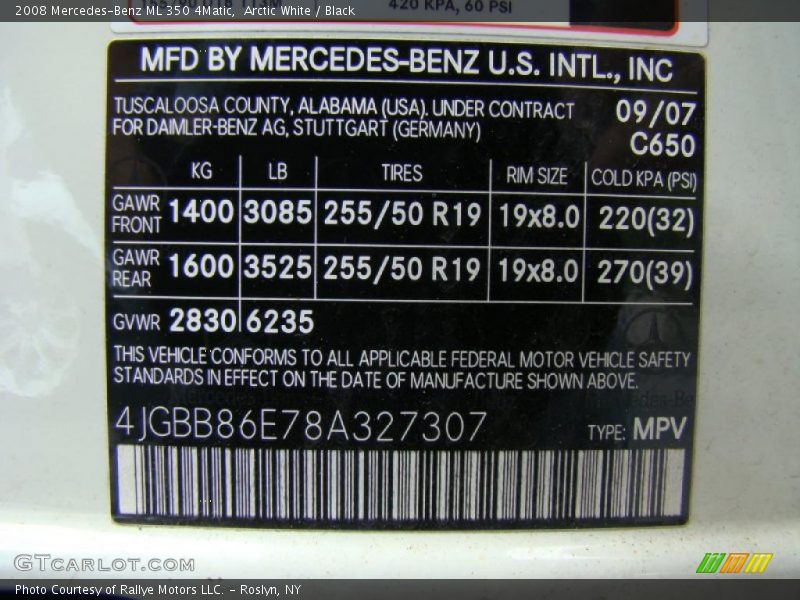 2008 Mercedes-Benz ML 350 4Matic, Arctic White / Black
420 KPA, 60 PSI
MFD BY MERCEDES-BENZ U.S. INTL., INC
TUSCALOOSA COUNTY, ALABAMA (USA). UNDER CONTRACT
FOR DAIMLER-BENZ AG, STUTTGART (GERMANY)
09/07
C650
KG LB TIRES RIM SIZE COLD KPA (PSI)
GAWR FRONT 1400 3085 255/50 R19 19x8.0 220(32)
GAWR REAR 1600 3525 255/50 R19 19x8.0 270(39)
GVWR 2830 6235
THIS VEHICLE CONFORMS TO ALL APPLICABLE FEDERAL MOTOR VEHICLE SAFETY
STANDARDS IN EFFECT ON THE DATE OF MANUFACTURE SHOWN ABOVE.
4JGBB86E78A327307 TYPE: MPV
GTCARLOT.COM
Photo Courtesy of Rallye Motors LLC. - Roslyn, NY